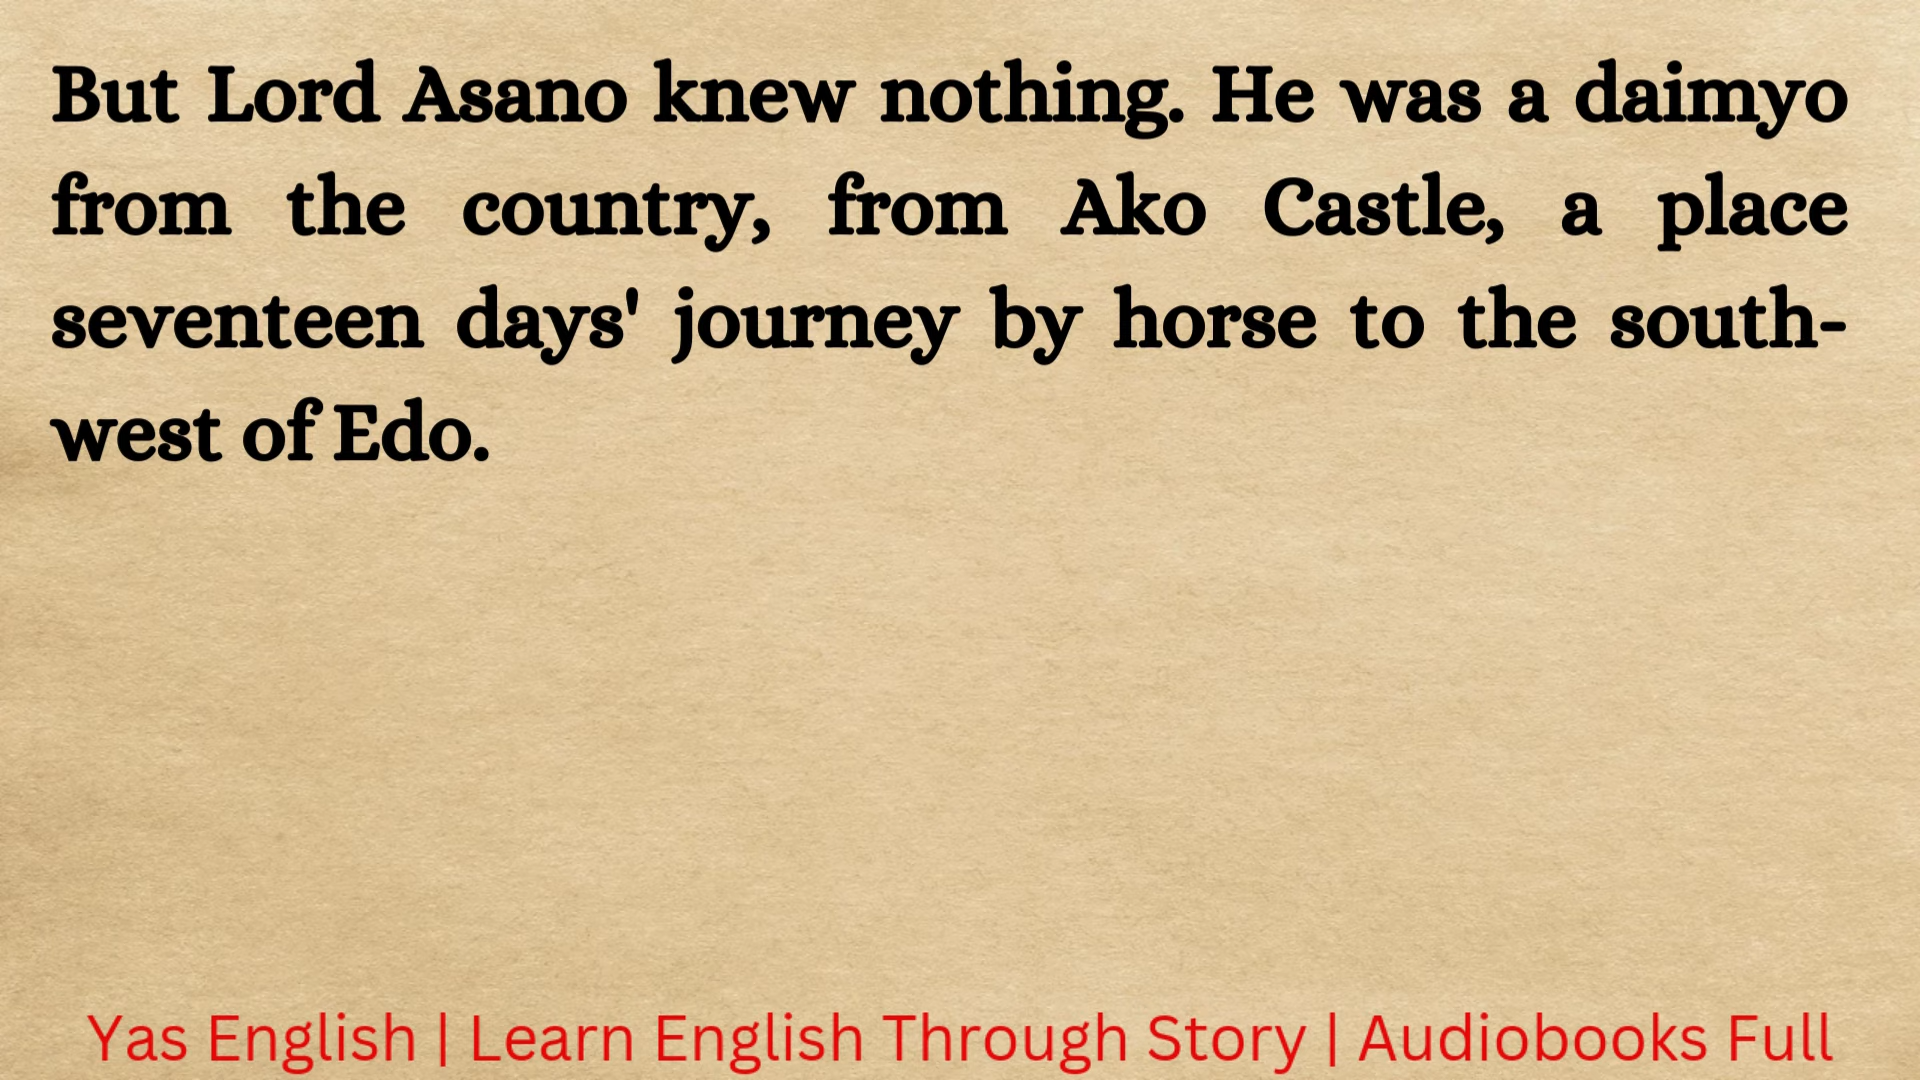 But Lord Asano knew nothing. He was a daimyo
from the country, from Ako Castle, a place
seventeen days' journey by horse to the south-
west of Edo.
Yas English | Learn English Through Story | Audiobooks Full